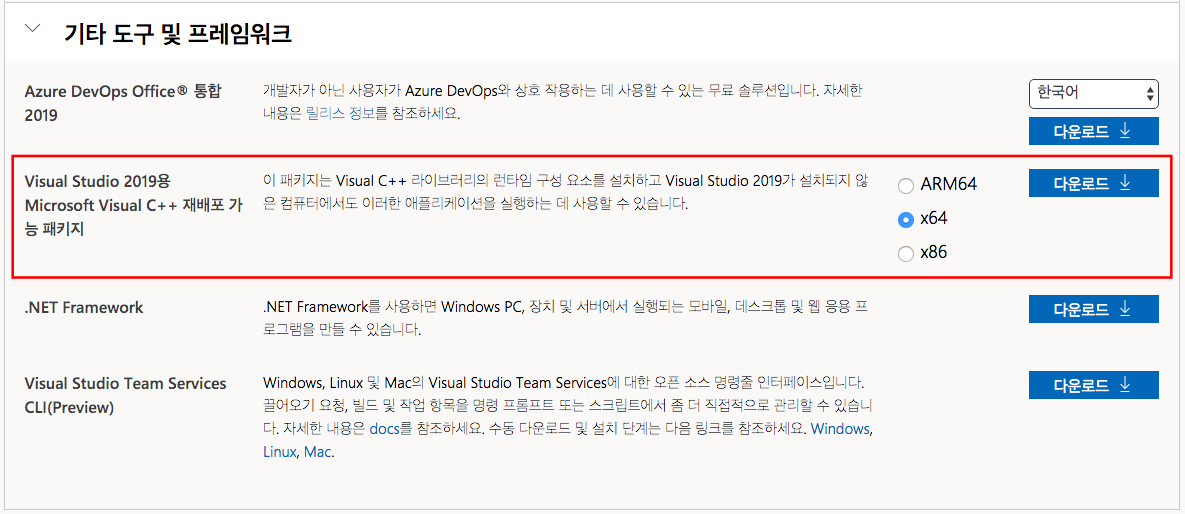 기타 도구 및 프레임워크
Azure DevOps Office® 통합
2019
개발자가 아닌 사용자가 Azure DevOps와 상호 작용하는 데 사용할 수 있는 무료 솔루션입니다. 자세한
내용은 릴리스 정보를 참조하세요.
한국어
다운로드
Visual Studio 2019용
Microsoft Visual C++ 재배포 가
능 패키지
이 패키지는 Visual C++ 라이브러리의 런타임 구성 요소를 설치하고 Visual Studio 2019가 설치되지 않
은 컴퓨터에서도 이러한 애플리케이션을 실행하는 데 사용할 수 있습니다.
ARM64
x64
x86
다운로드
.NET Framework
.NET Framework를 사용하면 Windows PC, 장치 및 서버에서 실행되는 모바일, 데스크톱 및 웹 응용 프
로그램을 만들 수 있습니다.
다운로드
Visual Studio Team Services
CLI(Preview)
Windows, Linux 및 Mac의 Visual Studio Team Services에 대한 오픈 소스 명령줄 인터페이스입니다.
끌어오기 요청, 빌드 및 작업 항목을 명령 프롬프트 또는 스크립트에서 좀 더 직접적으로 관리할 수 있습니
다. 자세한 내용은 docs를 참조하세요. 수동 다운로드 및 설치 단계는 다음 링크를 참조하세요. Windows,
Linux, Mac.
다운로드